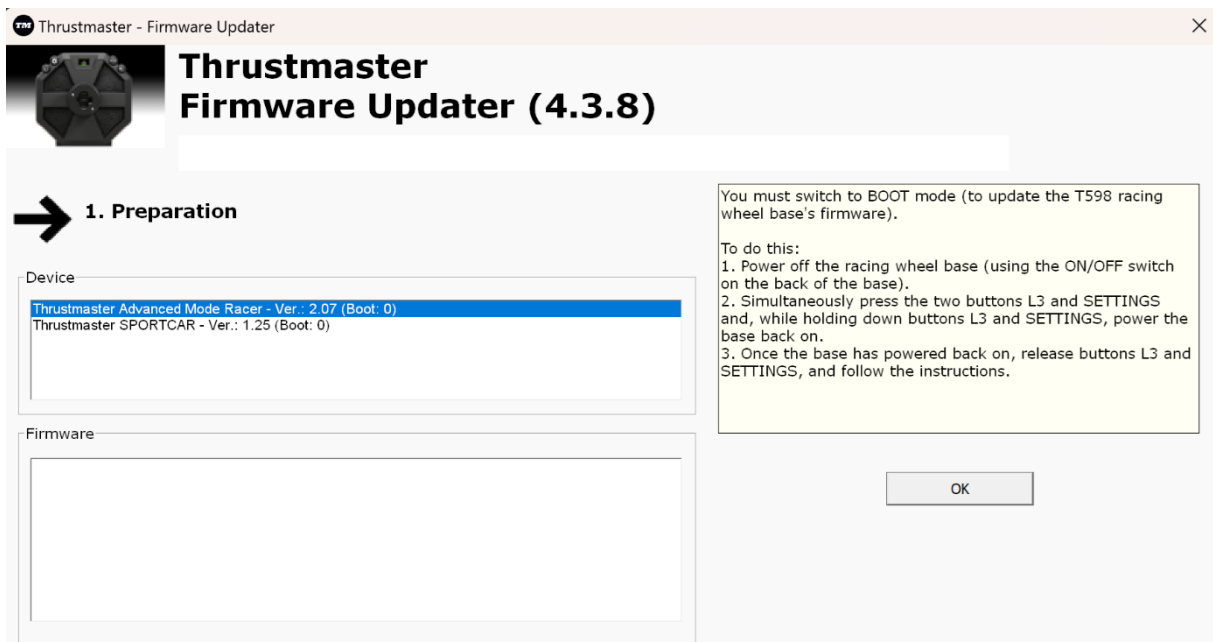 TM Thrustmaster - Firmware Updater
Thrustmaster
Firmware Updater (4.3.8)
1. Preparation
Device
Thrustmaster Advanced Mode Racer - Ver.: 2.07 (Boot: 0)
Thrustmaster SPORTCAR - Ver.: 1.25 (Boot: 0)
Firmware
You must switch to BOOT mode (to update the T598 racing
wheel base's firmware).
To do this:
1. Power off the racing wheel base (using the ON/OFF switch
on the back of the base).
2. Simultaneously press the two buttons L3 and SETTINGS
and, while holding down buttons L3 and SETTINGS, power the
base back on.
3. Once the base has powered back on, release buttons L3 and
SETTINGS, and follow the instructions.
OK